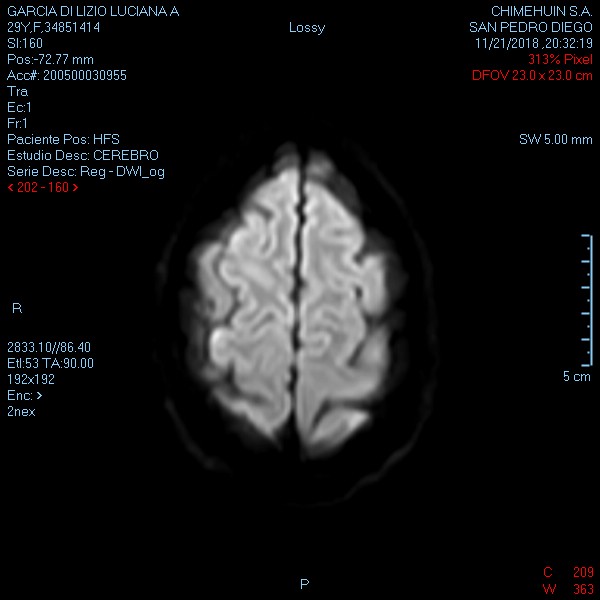 GARCIA DI LIZIO LUCIANA A
29Y,F,34851414
Sl:160
Pos:-72.77 mm
Acc#: 200500030955
Tra
Ec:1
Fr:1
Paciente Pos: HFS
Estudio Desc: CEREBRO
Serie Desc: Reg - DWI_og
< 202 - 160 >
Lossy
CHIMEHUIN S.A.
SAN PEDRO DIEGO
11/21/2018 ,20:32:19
313% Pixel
DFOV 23.0 x 23.0 cm
SW 5.00 mm
R
2833.10//86.40
Etl:53 TA:90.00
192x192
Enc: >
2nex
5 cm
P
C 209
W 363